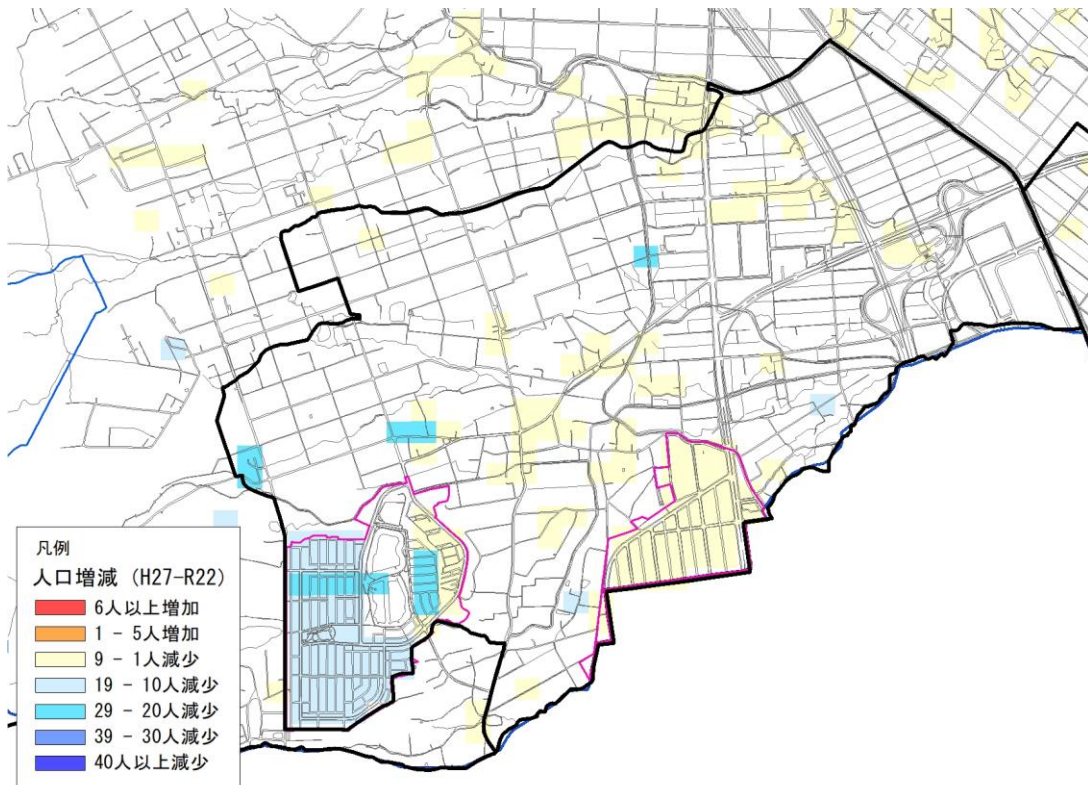 凡例
人口増減 (H27-R22)
6人以上増加
1 - 5人増加
9 - 1人減少
19 - 10人減少
29 - 20人減少
39 - 30人減少
40人以上減少